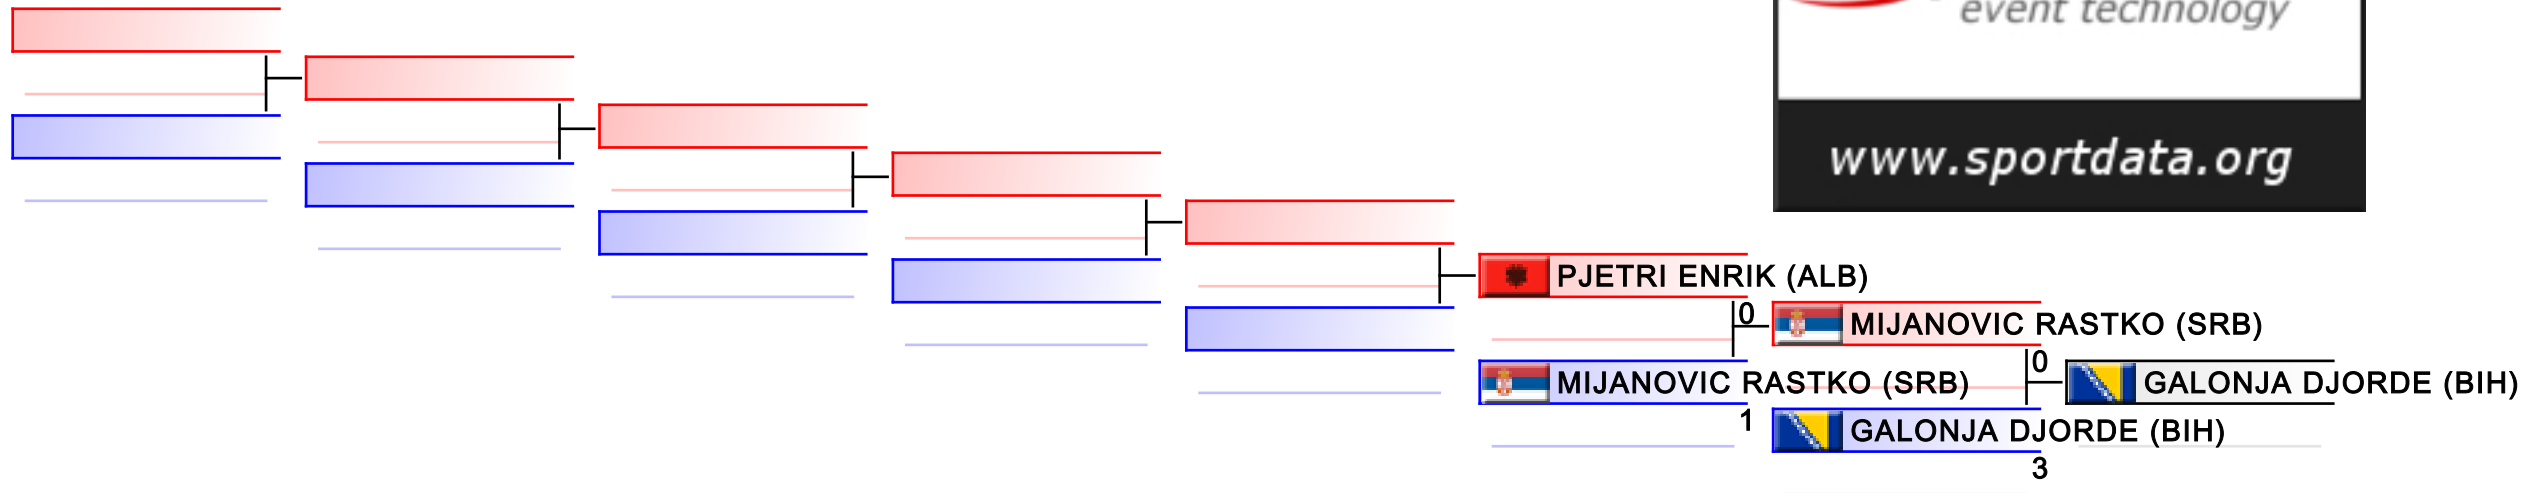 event technology
www.sportdata.org
PJETRI ENRIK (ALB)
0
MIJANOVIC RASTKO (SRB)
MIJANOVIC RASTKO (SRB)
1
0
GALONJA DJORDE (BIH)
GALONJA DJORDE (BIH)
3